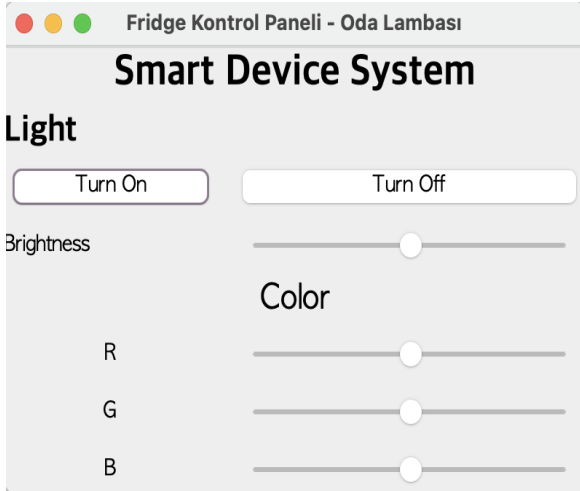 Fridge Kontrol Paneli - Oda Lambası
Smart Device System
Light
Turn On Turn Off
Brightness
Color
R
G
B